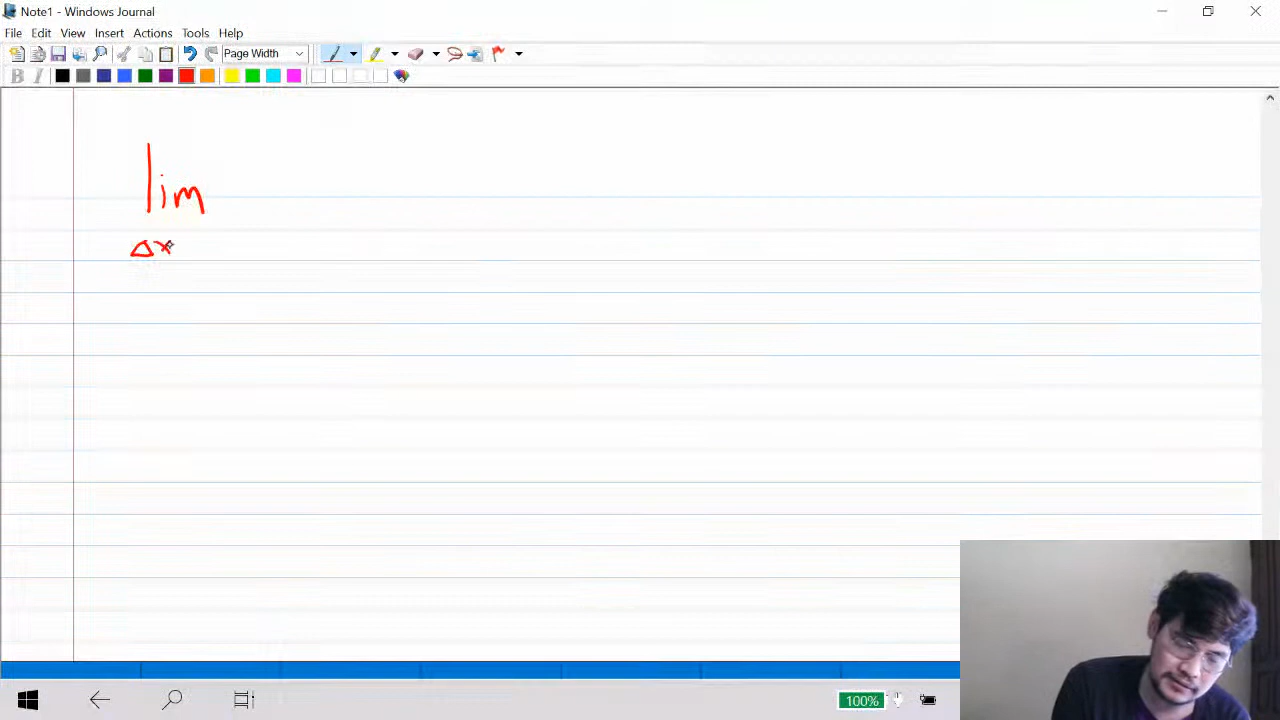 Note1 - Windows Journal
File Edit View Insert Actions Tools Help
Page Width
B I
lim
Δx
100%